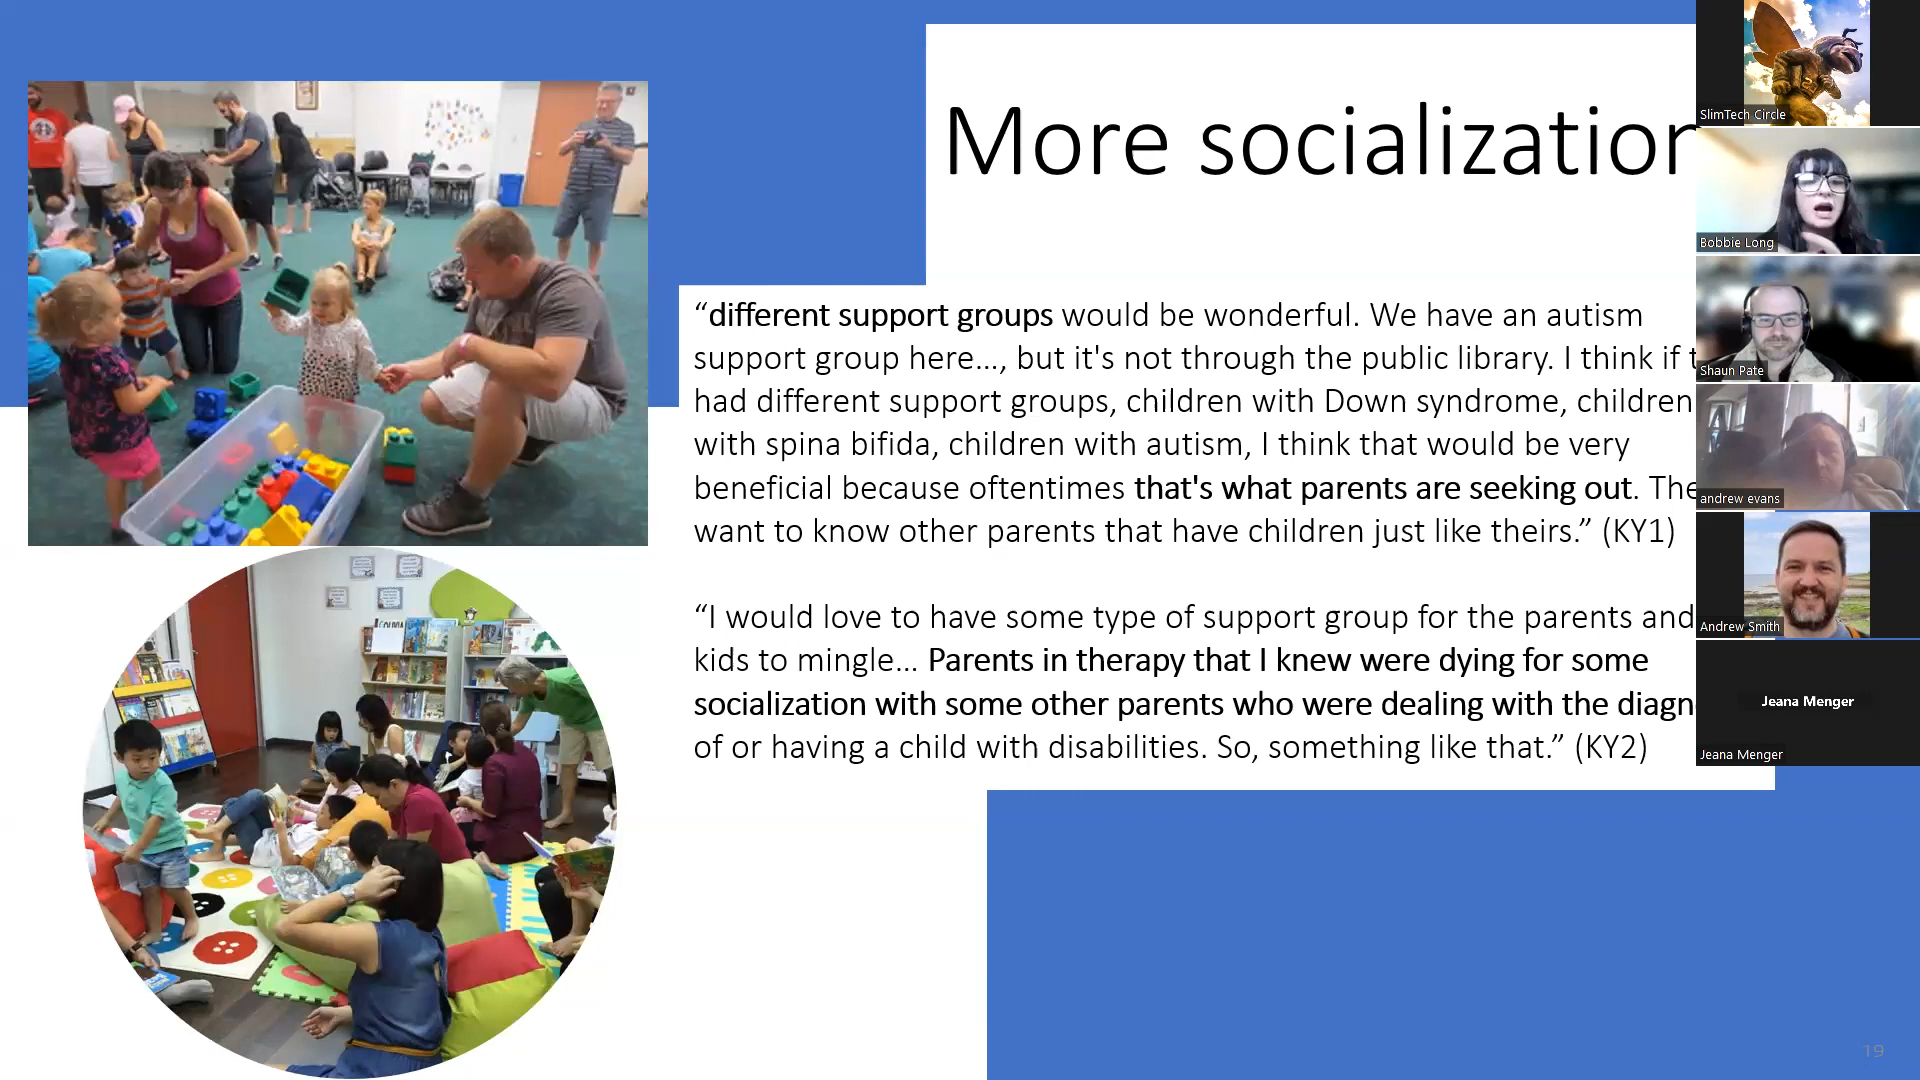 More socialization
“different support groups would be wonderful. We have an autism
support group here…, but it's not through the public library. I think if
had different support groups, children with Down syndrome, children
with spina bifida, children with autism, I think that would be very
beneficial because oftentimes that's what parents are seeking out. The
want to know other parents that have children just like theirs.” (KY1)
“I would love to have some type of support group for the parents and
kids to mingle… Parents in therapy that I knew were dying for some
socialization with some other parents who were dealing with the diagn
of or having a child with disabilities. So, something like that.” (KY2)
SlimTech Circle
Bobbie Long
Shaun Pate
andrew evans
Andrew Smith
Jeana Menger
Jeana Menger
19